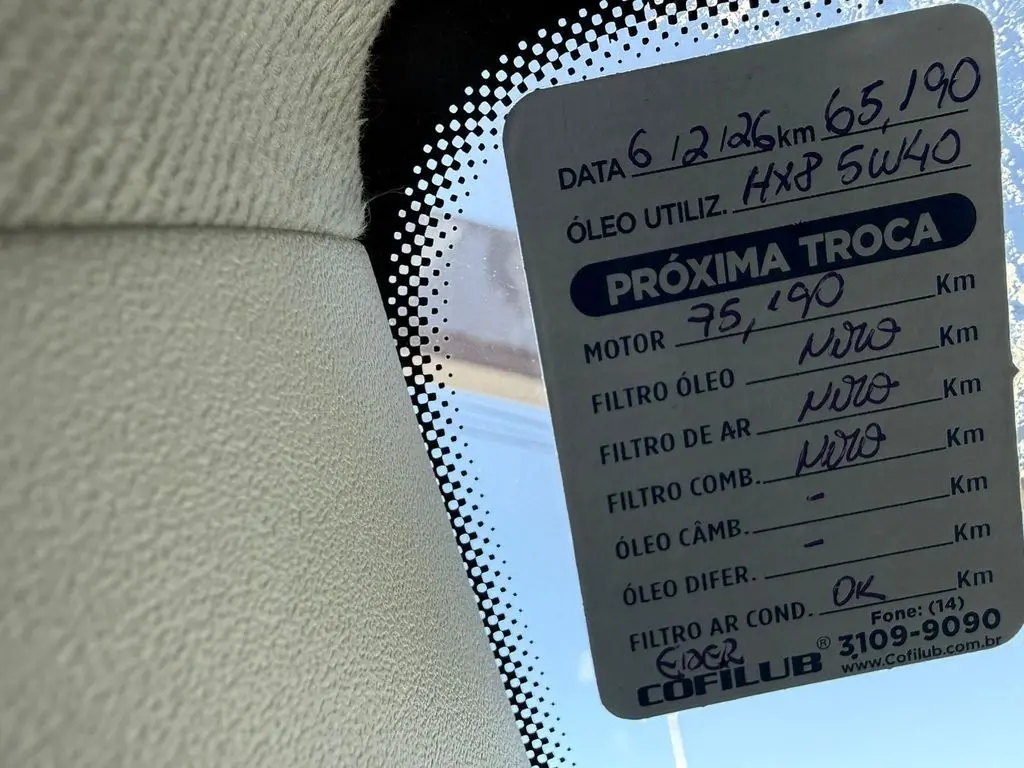 DATA 6/2/26 km 65,190
ÓLEO UTILIZ. HX8 5W40
PRÓXIMA TROCA
MOTOR 75,190 Km
FILTRO ÓLEO NOVO Km
FILTRO DE AR NOVO Km
FILTRO COMB. NOVO Km
ÓLEO CÂMB. - Km
ÓLEO DIFER. - Km
FILTRO AR COND. OK Km
EDER
Fone: (14)
COFILUB ® 3109-9090
www.Cofilub.com.br